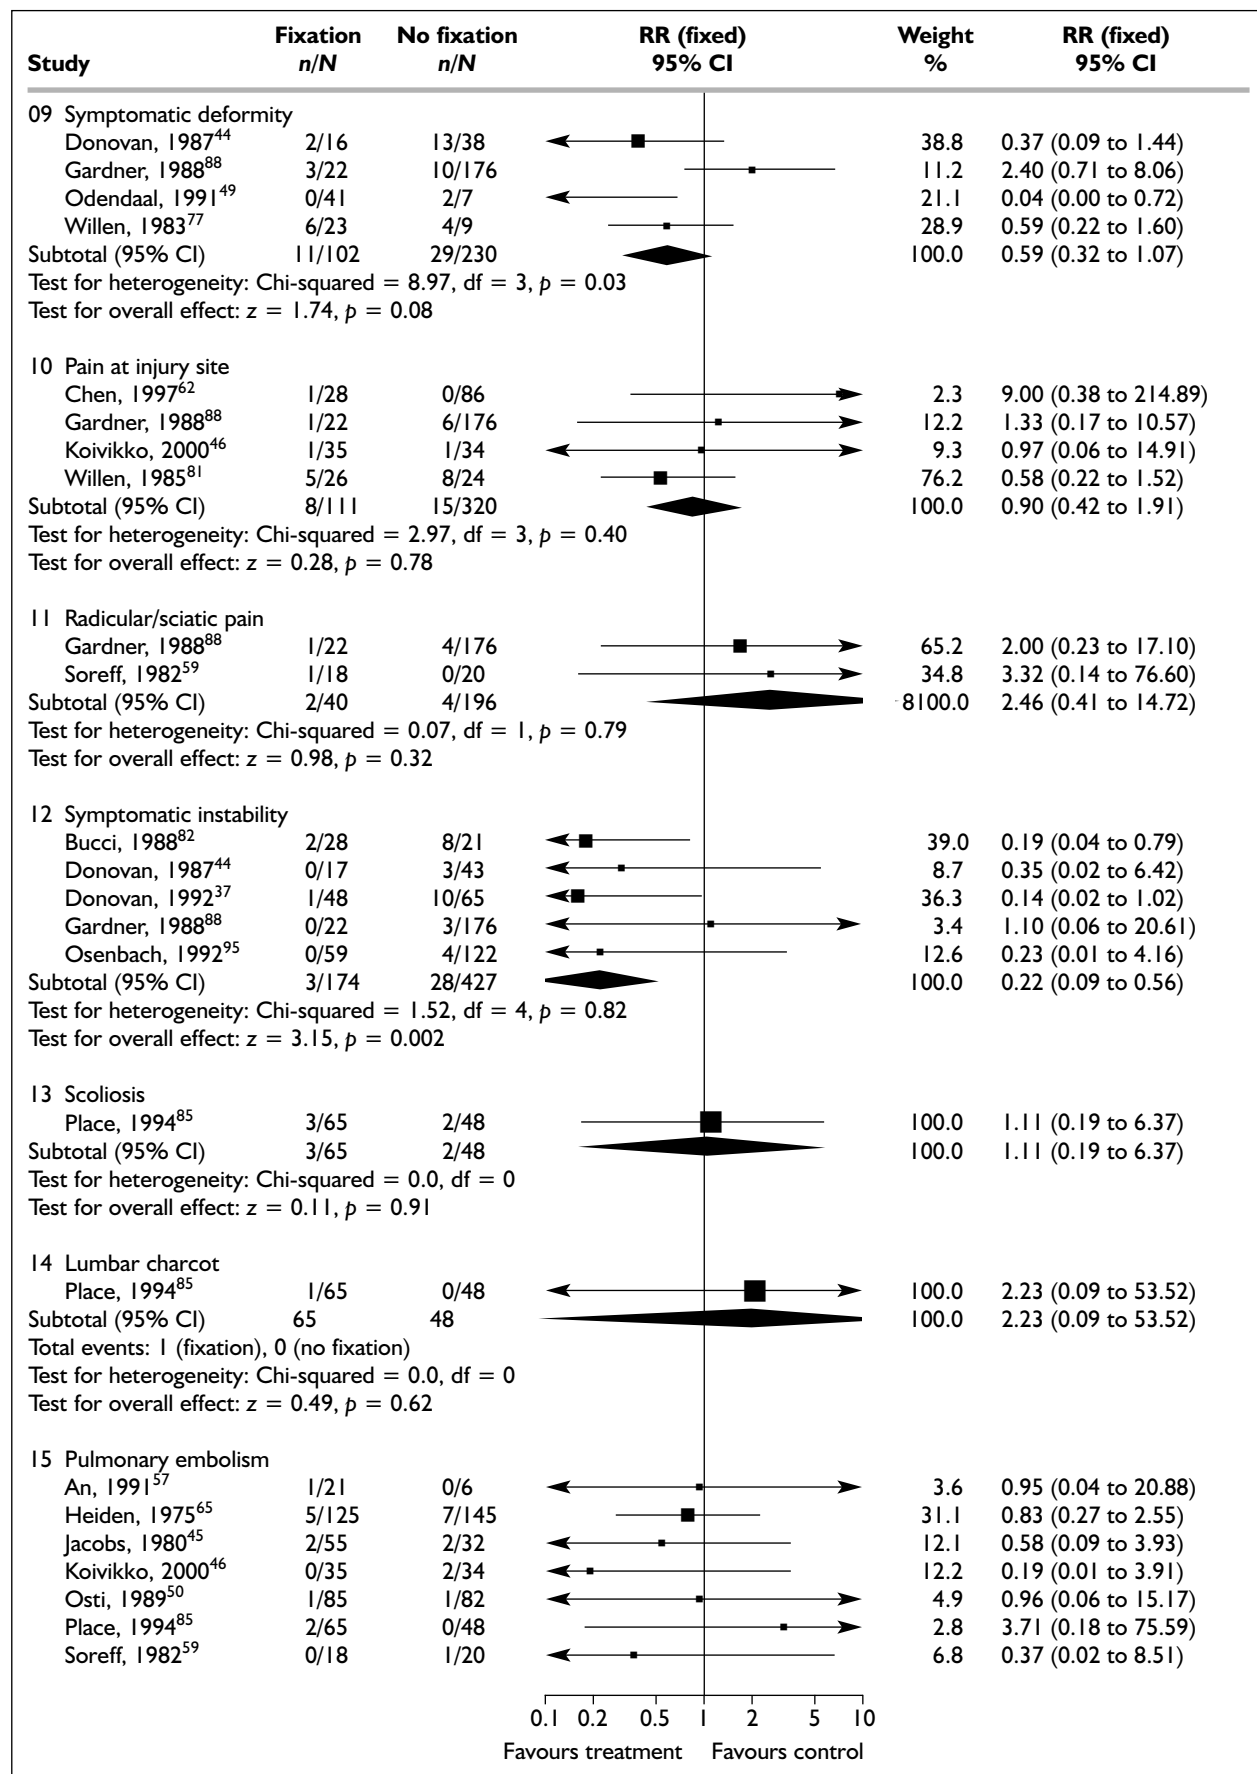 Fixation No fixation RR (fixed) Weight RR (fixed)
Study n/N n/N 95% CI % 95% CI
09 Symptomatic deformity
Donovan, 1987⁴⁴ 2/16 13/38 38.8 0.37 (0.09 to 1.44)
Gardner, 1988⁸⁸ 3/22 10/176 11.2 2.40 (0.71 to 8.06)
Odendaal, 1991⁴⁹ 0/41 2/7 21.1 0.04 (0.00 to 0.72)
Willen, 1983⁷⁷ 6/23 4/9 28.9 0.59 (0.22 to 1.60)
Subtotal (95% CI) 11/102 29/230 100.0 0.59 (0.32 to 1.07)
Test for heterogeneity: Chi-squared = 8.97, df = 3, p = 0.03
Test for overall effect: z = 1.74, p = 0.08
10 Pain at injury site
Chen, 1997⁶² 1/28 0/86 2.3 9.00 (0.38 to 214.89)
Gardner, 1988⁸⁸ 1/22 6/176 12.2 1.33 (0.17 to 10.57)
Koivikko, 2000⁴⁶ 1/35 1/34 9.3 0.97 (0.06 to 14.91)
Willen, 1985⁸¹ 5/26 8/24 76.2 0.58 (0.22 to 1.52)
Subtotal (95% CI) 8/111 15/320 100.0 0.90 (0.42 to 1.91)
Test for heterogeneity: Chi-squared = 2.97, df = 3, p = 0.40
Test for overall effect: z = 0.28, p = 0.78
11 Radicular/sciatic pain
Gardner, 1988⁸⁸ 1/22 4/176 65.2 2.00 (0.23 to 17.10)
Soreff, 1982⁵⁹ 1/18 0/20 34.8 3.32 (0.14 to 76.60)
Subtotal (95% CI) 2/40 4/196 8100.0 2.46 (0.41 to 14.72)
Test for heterogeneity: Chi-squared = 0.07, df = 1, p = 0.79
Test for overall effect: z = 0.98, p = 0.32
12 Symptomatic instability
Bucci, 1988⁸² 2/28 8/21 39.0 0.19 (0.04 to 0.79)
Donovan, 1987⁴⁴ 0/17 3/43 8.7 0.35 (0.02 to 6.42)
Donovan, 1992³⁷ 1/48 10/65 36.3 0.14 (0.02 to 1.02)
Gardner, 1988⁸⁸ 0/22 3/176 3.4 1.10 (0.06 to 20.61)
Osenbach, 1992⁹⁵ 0/59 4/122 12.6 0.23 (0.01 to 4.16)
Subtotal (95% CI) 3/174 28/427 100.0 0.22 (0.09 to 0.56)
Test for heterogeneity: Chi-squared = 1.52, df = 4, p = 0.82
Test for overall effect: z = 3.15, p = 0.002
13 Scoliosis
Place, 1994⁸⁵ 3/65 2/48 100.0 1.11 (0.19 to 6.37)
Subtotal (95% CI) 3/65 2/48 100.0 1.11 (0.19 to 6.37)
Test for heterogeneity: Chi-squared = 0.0, df = 0
Test for overall effect: z = 0.11, p = 0.91
14 Lumbar charcot
Place, 1994⁸⁵ 1/65 0/48 100.0 2.23 (0.09 to 53.52)
Subtotal (95% CI) 65 48 100.0 2.23 (0.09 to 53.52)
Total events: 1 (fixation), 0 (no fixation)
Test for heterogeneity: Chi-squared = 0.0, df = 0
Test for overall effect: z = 0.49, p = 0.62
15 Pulmonary embolism
An, 1991⁵⁷ 1/21 0/6 3.6 0.95 (0.04 to 20.88)
Heiden, 1975⁶⁵ 5/125 7/145 31.1 0.83 (0.27 to 2.55)
Jacobs, 1980⁴⁵ 2/55 2/32 12.1 0.58 (0.09 to 3.93)
Koivikko, 2000⁴⁶ 0/35 2/34 12.2 0.19 (0.01 to 3.91)
Osti, 1989⁵⁰ 1/85 1/82 4.9 0.96 (0.06 to 15.17)
Place, 1994⁸⁵ 2/65 0/48 2.8 3.71 (0.18 to 75.59)
Soreff, 1982⁵⁹ 0/18 1/20 6.8 0.37 (0.02 to 8.51)
0.1 0.2 0.5 1 2 5 10
Favours treatment Favours control